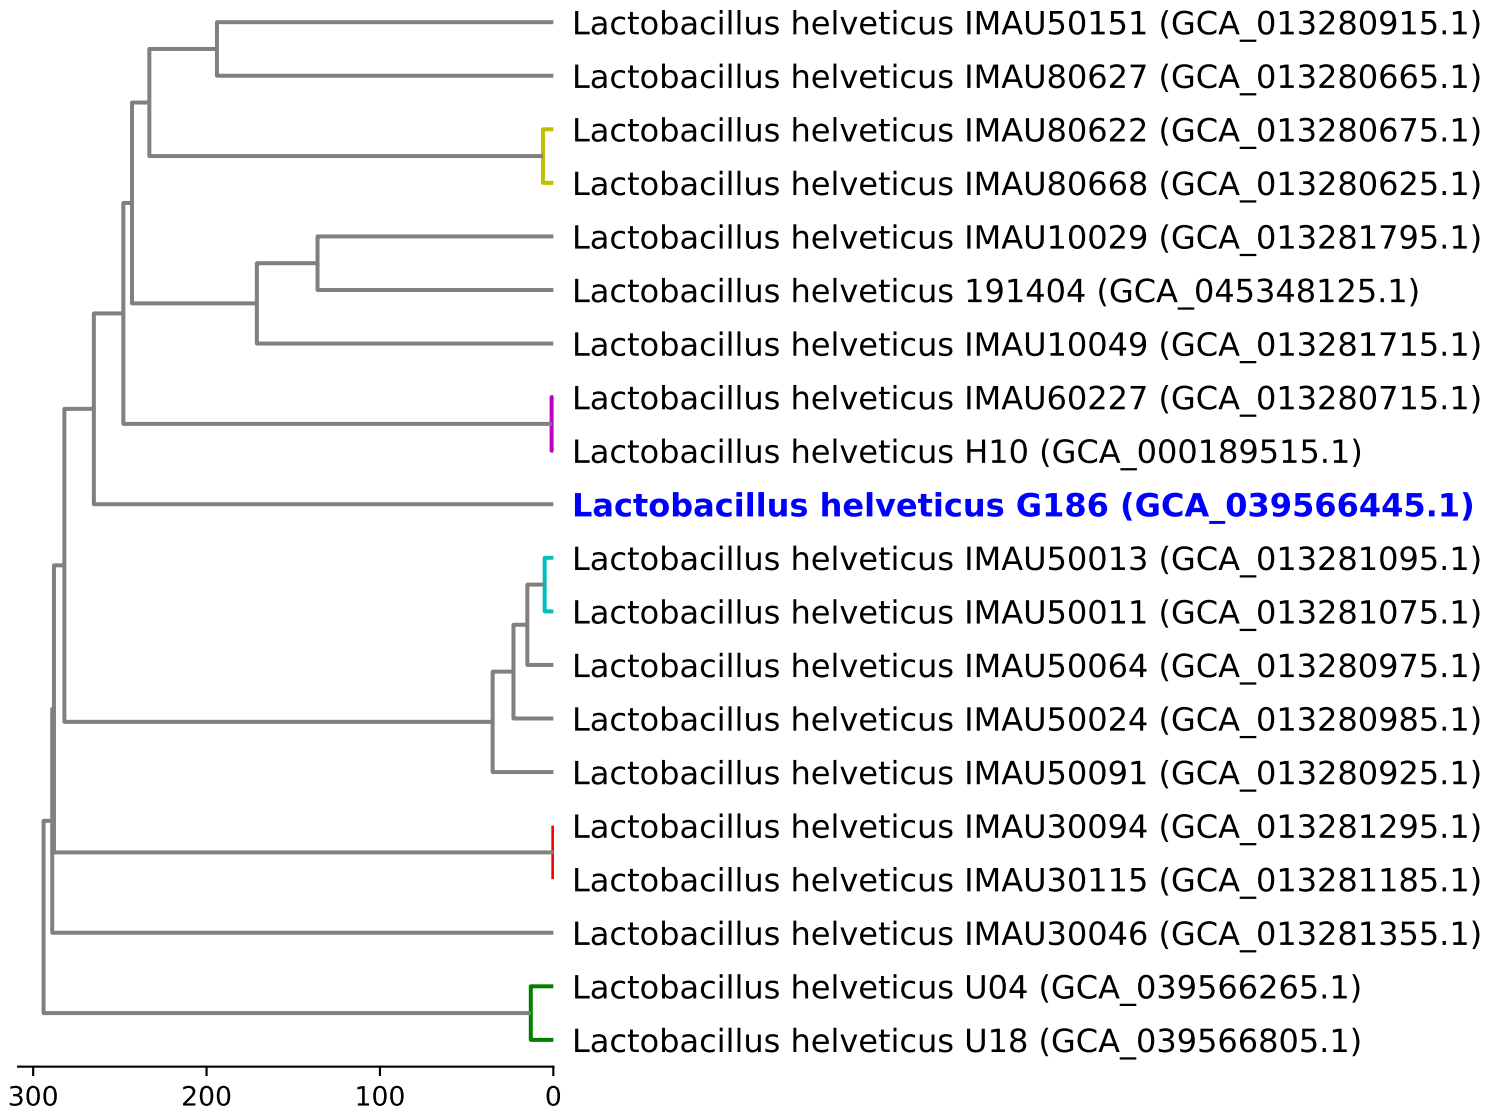 Lactobacillus helveticus IMAU50151 (GCA_013280915.1)
Lactobacillus helveticus IMAU80627 (GCA_013280665.1)
Lactobacillus helveticus IMAU80622 (GCA_013280675.1)
Lactobacillus helveticus IMAU80668 (GCA_013280625.1)
Lactobacillus helveticus IMAU10029 (GCA_013281795.1)
Lactobacillus helveticus 191404 (GCA_045348125.1)
Lactobacillus helveticus IMAU10049 (GCA_013281715.1)
Lactobacillus helveticus IMAU60227 (GCA_013280715.1)
Lactobacillus helveticus H10 (GCA_000189515.1)
Lactobacillus helveticus G186 (GCA_039566445.1)
Lactobacillus helveticus IMAU50013 (GCA_013281095.1)
Lactobacillus helveticus IMAU50011 (GCA_013281075.1)
Lactobacillus helveticus IMAU50064 (GCA_013280975.1)
Lactobacillus helveticus IMAU50024 (GCA_013280985.1)
Lactobacillus helveticus IMAU50091 (GCA_013280925.1)
Lactobacillus helveticus IMAU30094 (GCA_013281295.1)
Lactobacillus helveticus IMAU30115 (GCA_013281185.1)
Lactobacillus helveticus IMAU30046 (GCA_013281355.1)
Lactobacillus helveticus U04 (GCA_039566265.1)
Lactobacillus helveticus U18 (GCA_039566805.1)
300 200 100 0